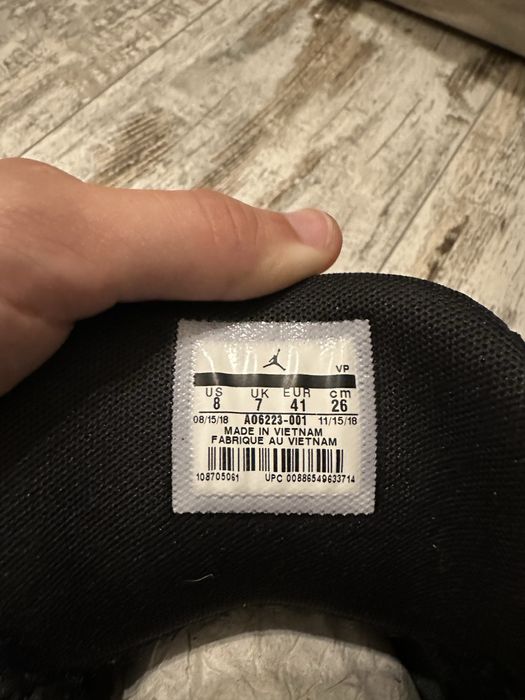 VP
US UK EUR cm
8 7 41 26
08/15/18 AO6223-001 11/15/18
MADE IN VIETNAM
FABRIQUE AU VIETNAM
108705061 UPC 00886549633714